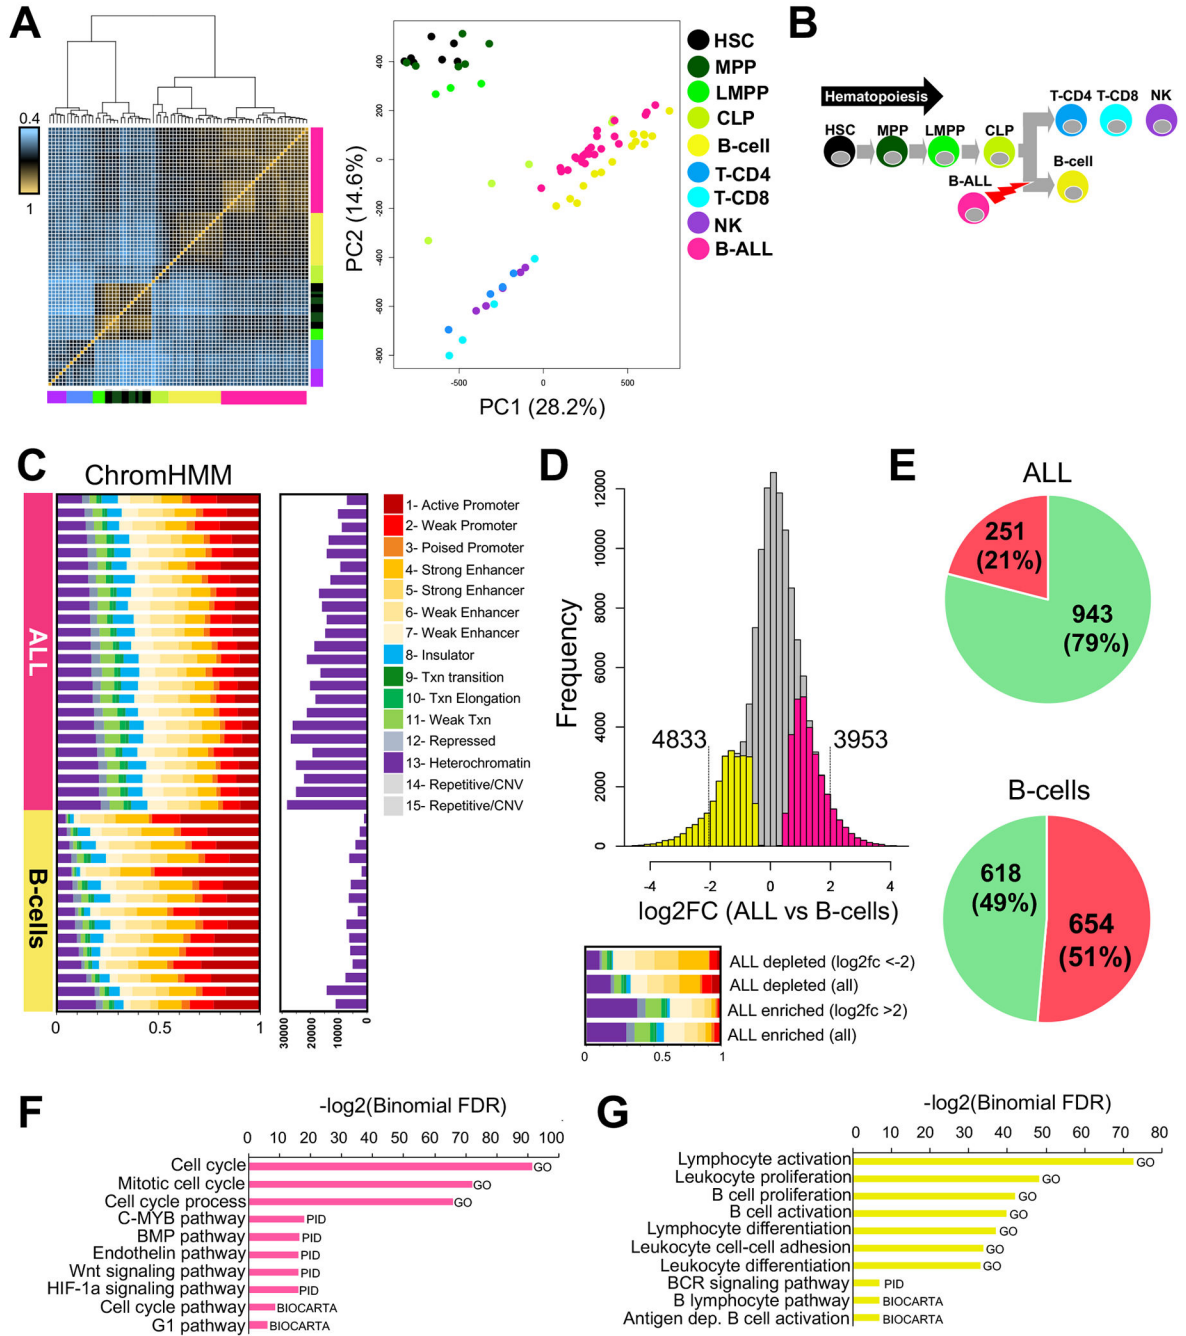 A
0.4
1
PC2 (14.6%)
400
200
0
-200
-400
-600
-800
-500
0
500
PC1 (28.2%)
HSC
MPP
LMPP
CLP
B-cell
T-CD4
T-CD8
NK
B-ALL
B
Hematopoiesis
T-CD4 T-CD8 NK
HSC MPP LMPP CLP
B-cell
B-ALL
C
ChromHMM
ALL
B-cells
0 0.5 1
30000
20000
10000
0
1- Active Promoter
2- Weak Promoter
3- Poised Promoter
4- Strong Enhancer
5- Strong Enhancer
6- Weak Enhancer
7- Weak Enhancer
8- Insulator
9- Txn transition
10- Txn Elongation
11- Weak Txn
12- Repressed
13- Heterochromatin
14- Repetitive/CNV
15- Repetitive/CNV
D
Frequency
12000
10000
8000
6000
4000
2000
0
4833
3953
-4 -2 0 2 4
log2FC (ALL vs B-cells)
ALL depleted (log2fc <-2)
ALL depleted (all)
ALL enriched (log2fc >2)
ALL enriched (all)
0 0.5 1
E
ALL
251
(21%)
943
(79%)
B-cells
618
(49%)
654
(51%)
F
-log2(Binomial FDR)
0 10 20 30 40 50 60 70 80 90 100
Cell cycle GO
Mitotic cell cycle GO
Cell cycle process GO
C-MYB pathway PID
BMP pathway PID
Endothelin pathway PID
Wnt signaling pathway PID
HIF-1a signaling pathway PID
Cell cycle pathway BIOCARTA
G1 pathway BIOCARTA
G
-log2(Binomial FDR)
0 10 20 30 40 50 60 70 80
Lymphocyte activation GO
Leukocyte proliferation GO
B cell proliferation GO
B cell activation GO
Lymphocyte differentiation GO
Leukocyte cell-cell adhesion GO
Leukocyte differentiation GO
BCR signaling pathway PID
B lymphocyte pathway BIOCARTA
Antigen dep. B cell activation BIOCARTA